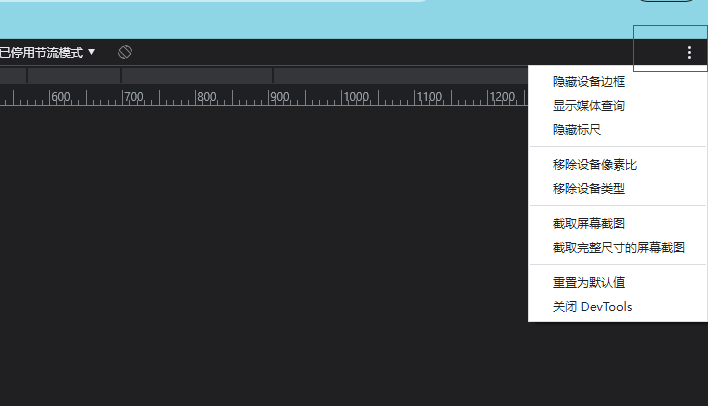 已停用节流模式
600 700 800 900 1000 1100 1200
隐藏设备边框
显示媒体查询
隐藏标尺
移除设备像素比
移除设备类型
截取屏幕截图
截取完整尺寸的屏幕截图
重置为默认值
关闭 DevTools